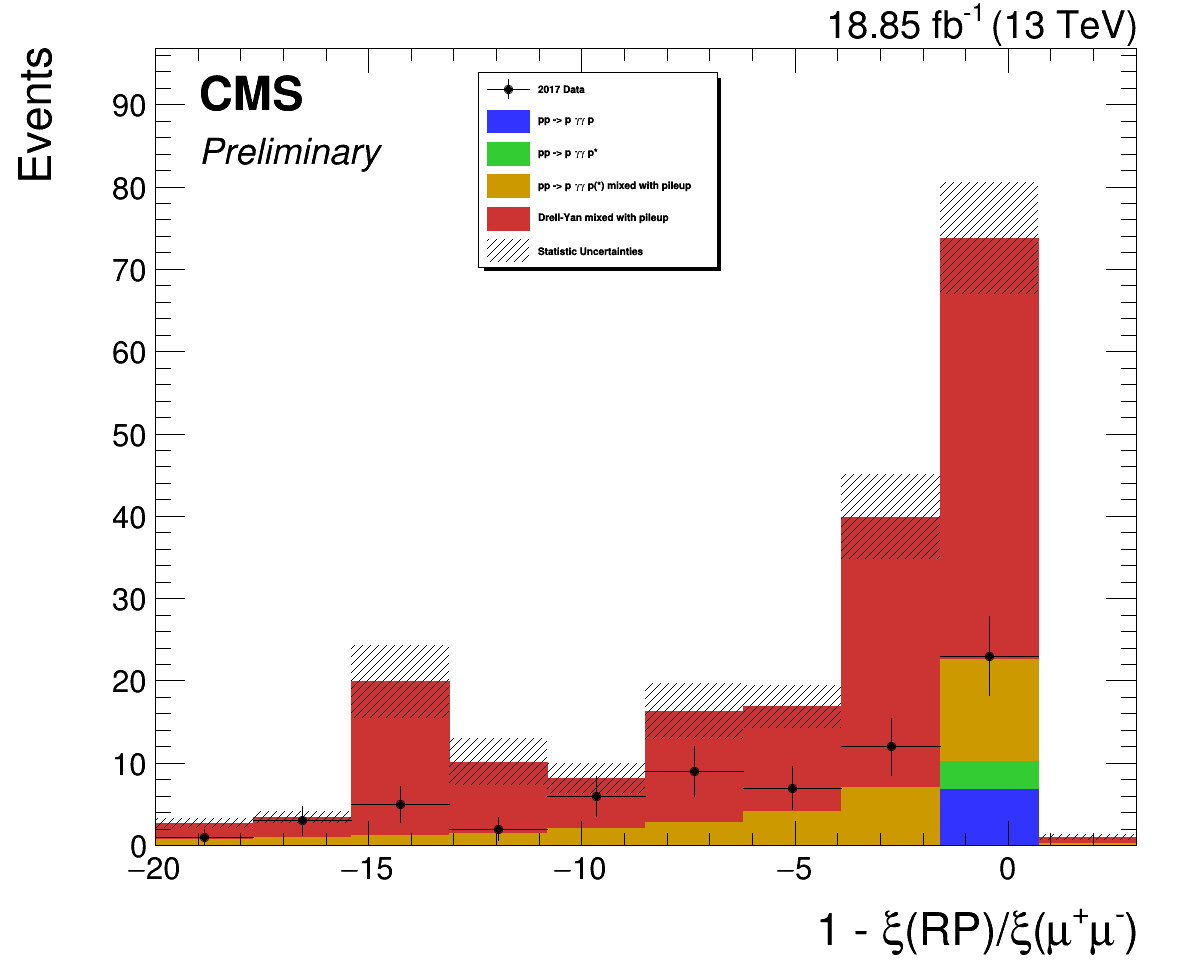 18.85 fb⁻¹ (13 TeV)
Events
CMS
Preliminary
2017 Data
pp -> p γγ p
pp -> p γγ p*
pp -> p γγ p(*) mixed with pileup
Drell-Yan mixed with pileup
Statistic Uncertainties
90
80
70
60
50
40
30
20
10
0
−20 −15 −10 −5 0
1 - ξ(RP)/ξ(μ⁺μ⁻)